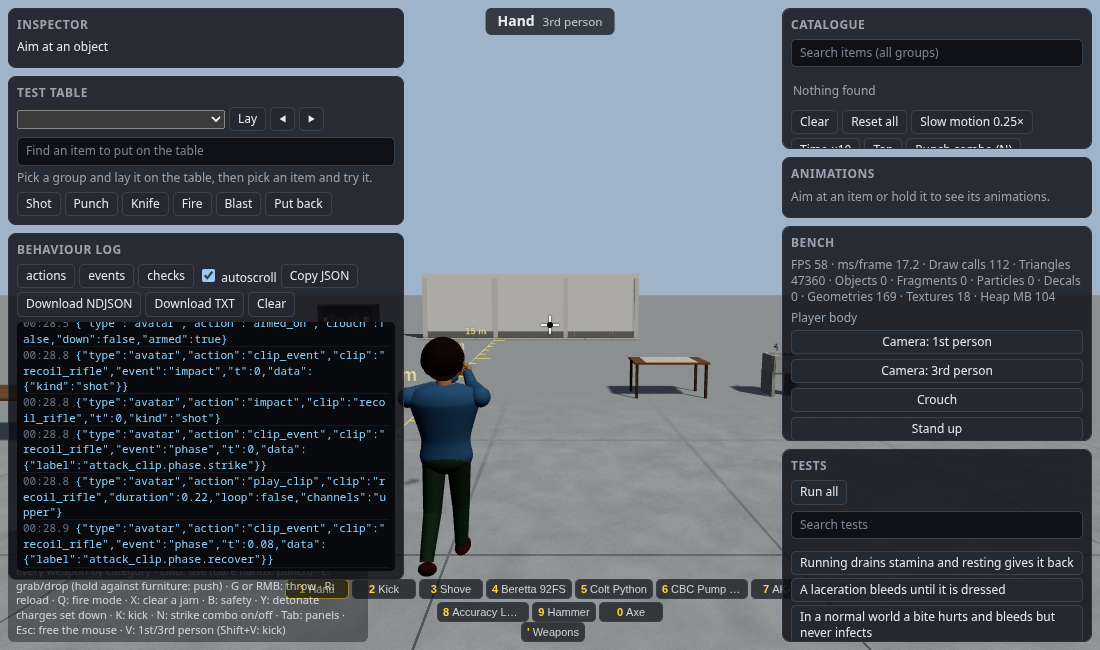 INSPECTOR
Aim at an object
TEST TABLE
Lay ◄ ►
Find an item to put on the table
Pick a group and lay it on the table, then pick an item and try it.
Shot Punch Knife Fire Blast Put back
BEHAVIOUR LOG
actions events checks autoscroll Copy JSON
Download NDJSON Download TXT Clear
00:28.5 {"type":"avatar","action":"armed_on","crouch":f
alse,"down":false,"armed":true}
00:28.8 {"type":"avatar","action":"clip_event","clip":"
recoil_rifle","event":"impact","t":0,"data":
{"kind":"shot"}}
00:28.8 {"type":"avatar","action":"impact","clip":"reco
il_rifle","t":0,"kind":"shot"}
00:28.8 {"type":"avatar","action":"clip_event","clip":"
recoil_rifle","event":"phase","t":0,"data":
{"label":"attack_clip.phase.strike"}}
00:28.8 {"type":"avatar","action":"play_clip","clip":"r
ecoil_rifle","duration":0.22,"loop":false,"channels":"u
pper"}
00:28.9 {"type":"avatar","action":"clip_event","clip":"
recoil_rifle","event":"phase","t":0.08,"data":
{"label":"attack_clip.phase.recover"}}
grab/drop (hold against furniture: push) · G or RMB: throw · R:
reload · Q: fire mode · X: clear a jam · B: safety · Y: detonate
charges set down · K: kick · N: strike combo on/off · Tab: panels ·
Esc: free the mouse · V: 1st/3rd person (Shift+V: kick)
Hand 3rd person
15 m
m
1 Hand 2 Kick 3 Shove 4 Beretta 92FS 5 Colt Python 6 CBC Pump … 7 AK
8 Accuracy L… 9 Hammer 0 Axe
' Weapons
CATALOGUE
Search items (all groups)
Nothing found
Clear Reset all Slow motion 0.25×
Time ×10 Top Punch combo (N)
ANIMATIONS
Aim at an item or hold it to see its animations.
BENCH
FPS 58 · ms/frame 17.2 · Draw calls 112 · Triangles
47360 · Objects 0 · Fragments 0 · Particles 0 · Decals
0 · Geometries 169 · Textures 18 · Heap MB 104
Player body
Camera: 1st person
Camera: 3rd person
Crouch
Stand up
TESTS
Run all
Search tests
Running drains stamina and resting gives it back
A laceration bleeds until it is dressed
In a normal world a bite hurts and bleeds but
never infects